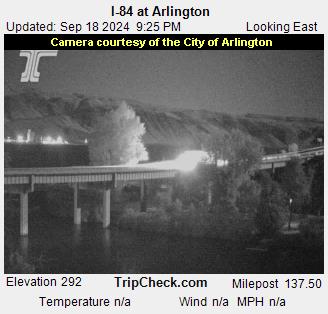 I-84 at Arlington
Updated: Sep 18 2024 9:25 PM Looking East
Camera courtesy of the City of Arlington
Elevation 292 TripCheck.com Milepost 137.50
Temperature n/a Wind n/a MPH n/a